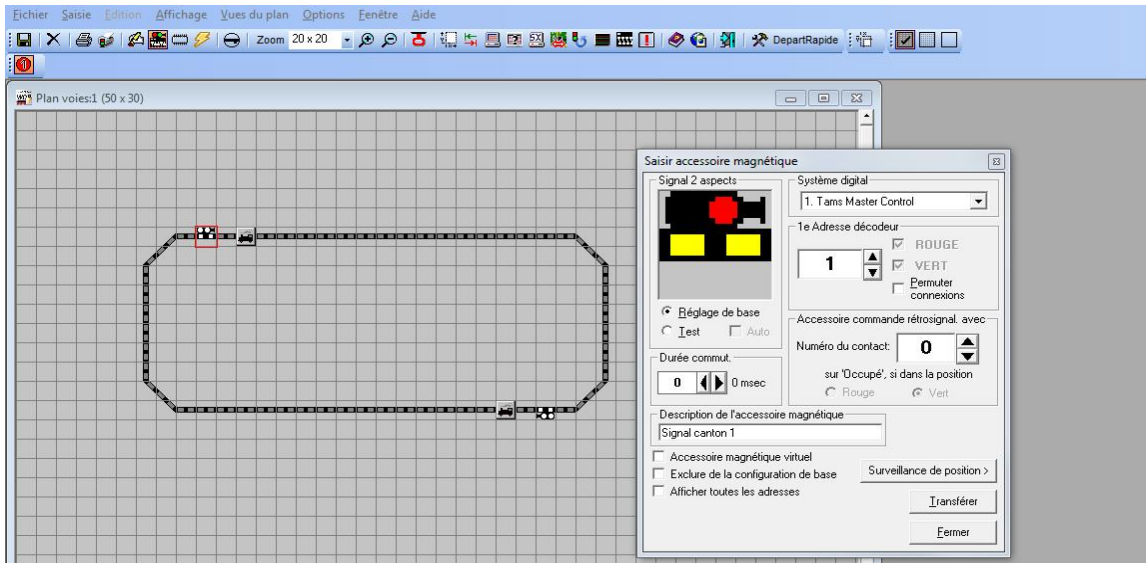 Fichier Saisie Edition Affichage Vues du plan Options Fenêtre Aide
Zoom 20 x 20 DepartRapide
Plan voies:1 (50 x 30)
Saisir accessoire magnétique
Signal 2 aspects
Système digital
1. Tams Master Control
1e Adresse décodeur
1
ROUGE
VERT
Permuter connexions
Réglage de base
Test Auto
Accessoire commande rétrosignal. avec
Numéro du contact: 0
sur 'Occupé', si dans la position
Rouge Vert
Durée commut.
0 0 msec
Description de l'accessoire magnétique
Signal canton 1
Accessoire magnétique virtuel
Exclure de la configuration de base
Afficher toutes les adresses
Surveillance de position >
Transférer
Fermer